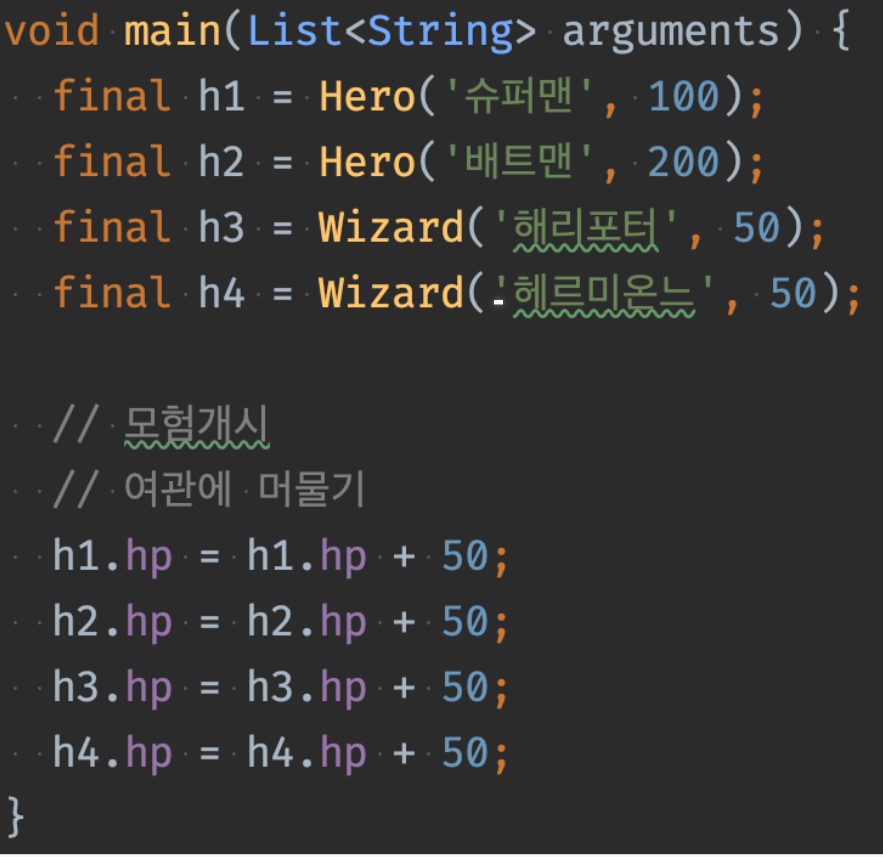 void main(List<String> arguments) {
  final h1 = Hero('슈퍼맨', 100);
  final h2 = Hero('배트맨', 200);
  final h3 = Wizard('해리포터', 50);
  final h4 = Wizard('헤르미온느', 50);
  // 모험개시
  // 여관에 머물기
  h1.hp = h1.hp + 50;
  h2.hp = h2.hp + 50;
  h3.hp = h3.hp + 50;
  h4.hp = h4.hp + 50;
}